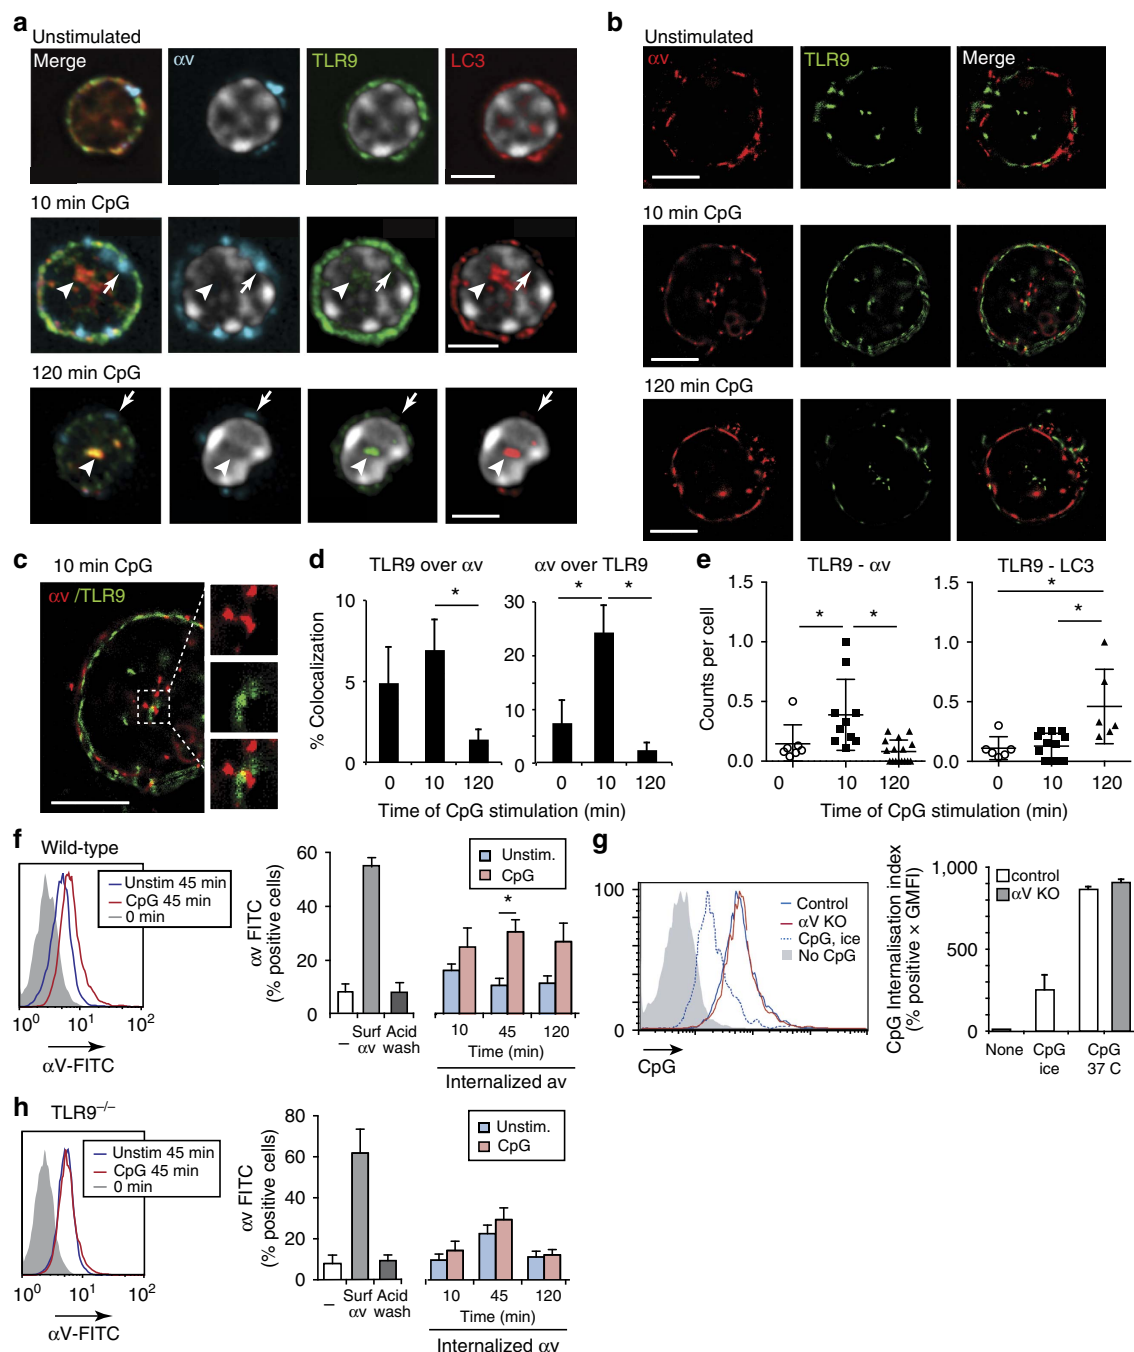 a
Unstimulated
Merge
αv
TLR9
LC3
10 min CpG
120 min CpG
b
Unstimulated
αv
TLR9
Merge
10 min CpG
120 min CpG
c
10 min CpG
αv /TLR9
d
TLR9 over αv
αv over TLR9
% Colocalization
10
5
0
*
30
20
10
0
* *
0 10 120
0 10 120
Time of CpG stimulation (min)
e
TLR9 - αv
TLR9 - LC3
Counts per cell
1.5
1.0
0.5
0.0
* *
1.5
1.0
0.5
0.0
*
*
0 10 120
0 10 120
Time of CpG stimulation (min)
f
Wild-type
Unstim 45 min
CpG 45 min
0 min
10⁰ 10¹ 10²
αV-FITC
αv FITC
(% positive cells)
60
40
20
0
Unstim.
CpG
*
– Surf αv Acid wash
10 45 120
Time (min)
Internalized av
g
100
0
Control
αV KO
CpG, ice
No CpG
CpG
CpG Internalisation index
(% positive × GMFI)
1,000
500
0
control
αV KO
None CpG ice CpG 37 C
h
TLR9⁻/⁻
Unstim 45 min
CpG 45 min
0 min
10⁰ 10¹ 10²
αV-FITC
αv FITC
(% positive cells)
80
60
40
20
0
Unstim.
CpG
– Surf αv Acid wash
10 45 120
Time (min)
Internalized αv